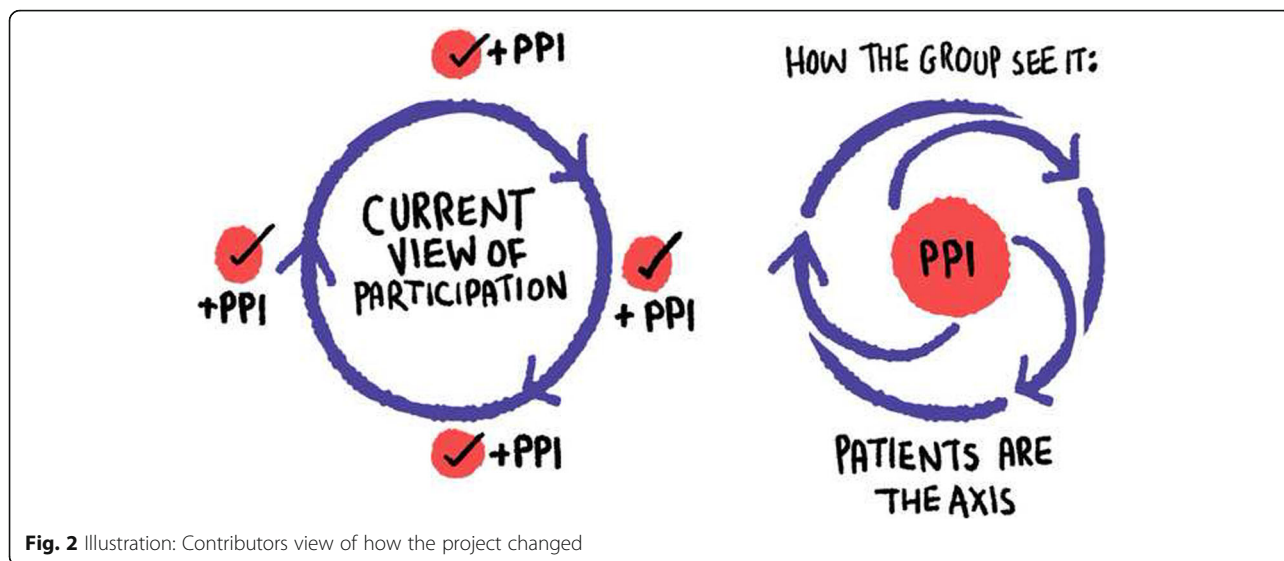 +PPI
CURRENT
VIEW OF
PARTICIPATION
+PPI
+ PPI
+PPI
HOW THE GROUP SEE IT:
PPI
PATIENTS ARE
THE AXIS
Fig. 2 Illustration: Contributors view of how the project changed